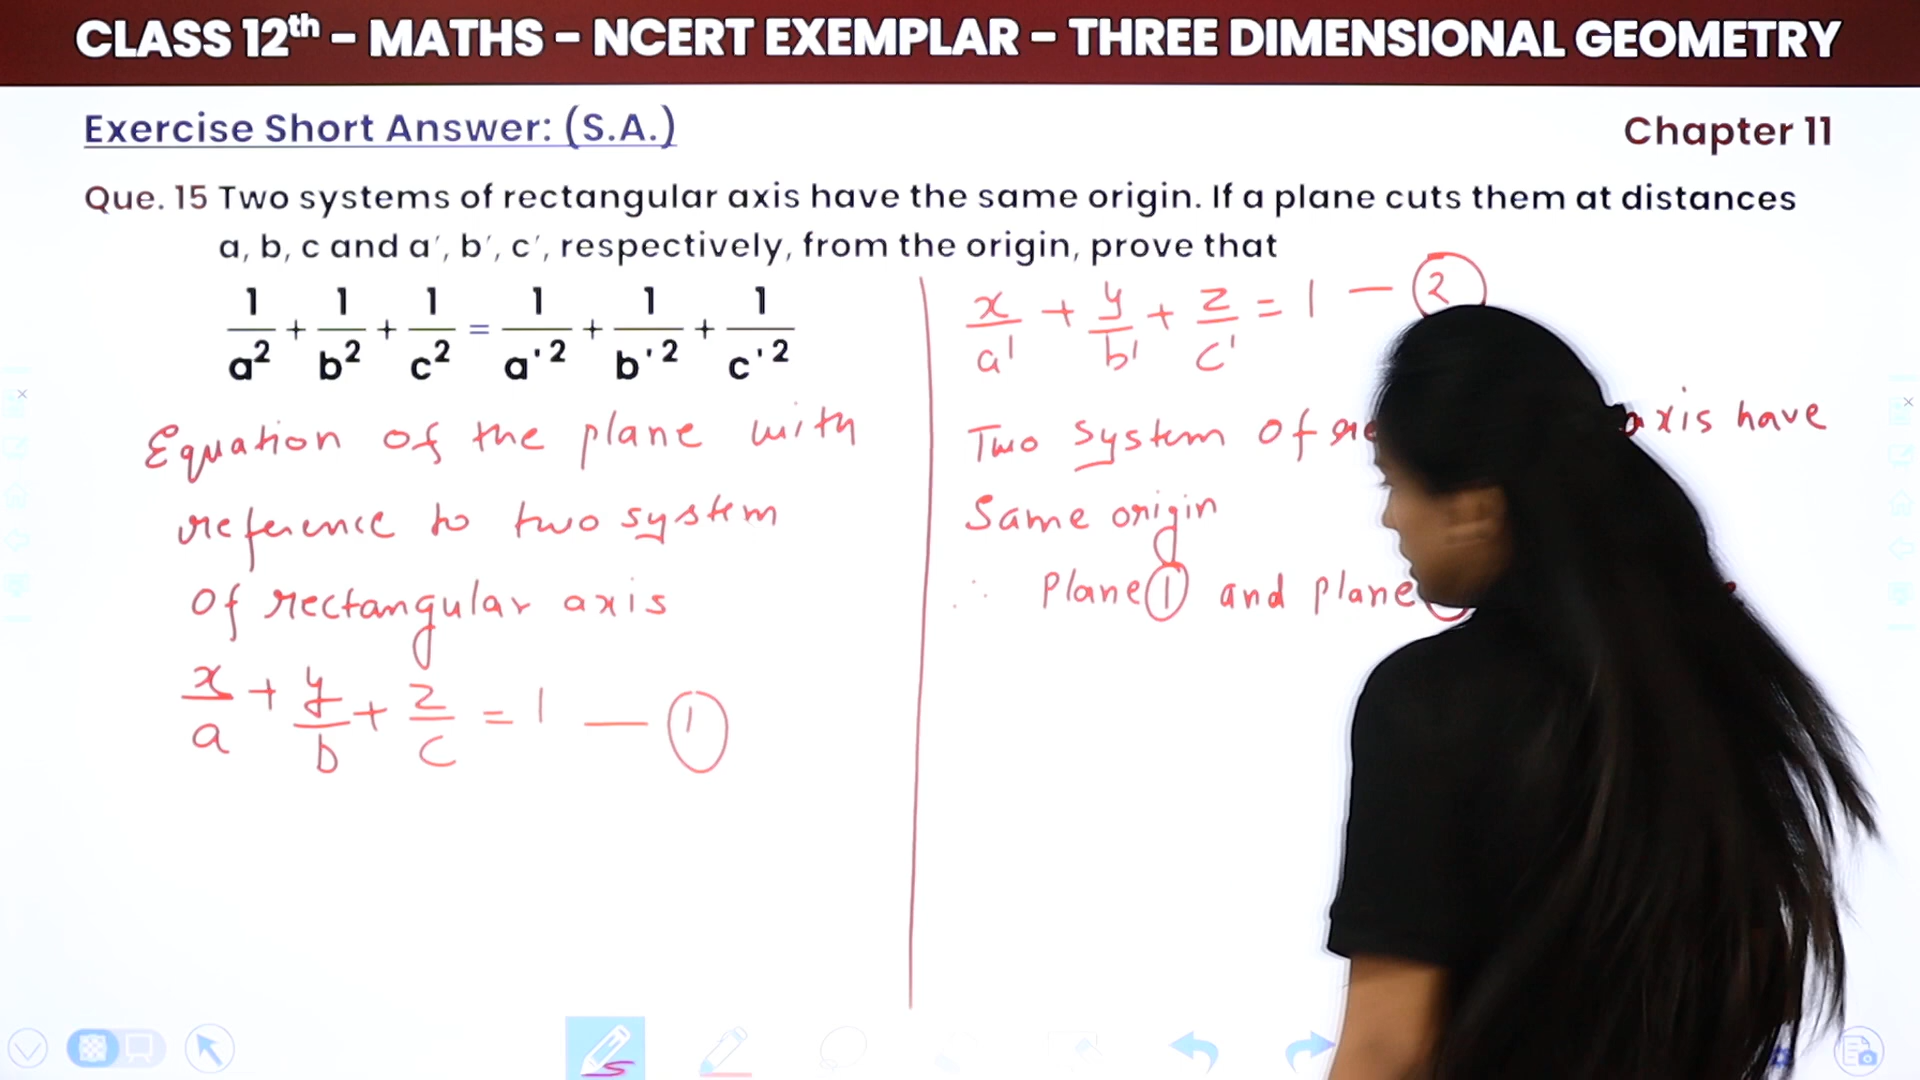 CLASS 12th – MATHS – NCERT EXEMPLAR – THREE DIMENSIONAL GEOMETRY
Exercise Short Answer: (S.A.)
Chapter 11
Que. 15 Two systems of rectangular axis have the same origin. If a plane cuts them at distances
a, b, c and a′, b′, c′, respectively, from the origin, prove that
1/a² + 1/b² + 1/c² = 1/a'² + 1/b'² + 1/c'²
Equation of the plane with
reference to two system
of rectangular axis
x/a + y/b + z/c = 1 — ①
x/a' + y/b' + z/c' = 1 — ②
Two system of axis have
Same origin
∴ Plane ① and plane